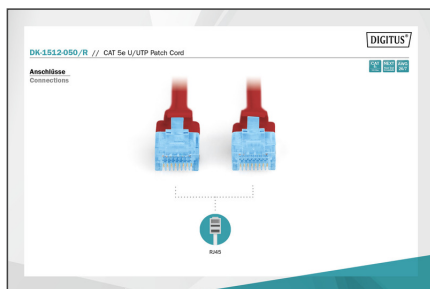 DIGITUS®
DK-1512-050/R // CAT 5e U/UTP Patch Cord
Anschlüsse
Connections
RJ45